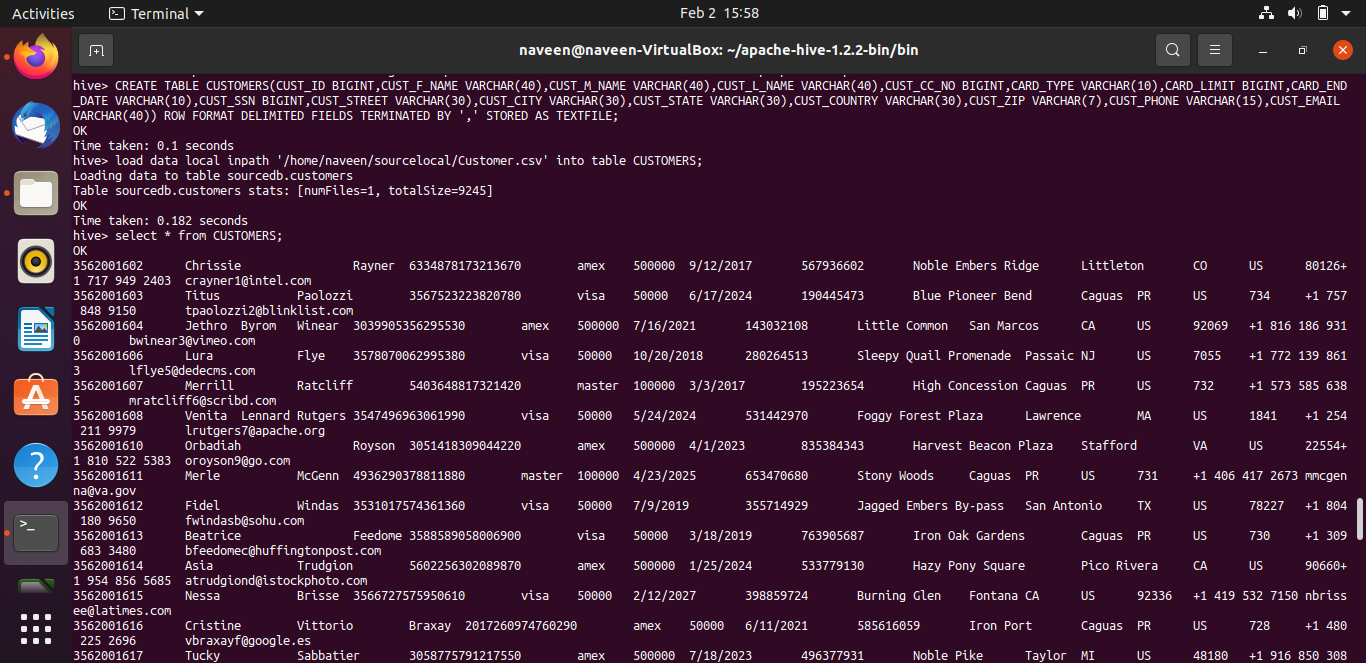 Activities Terminal Feb 2 15:58
naveen@naveen-VirtualBox: ~/apache-hive-1.2.2-bin/bin
hive> CREATE TABLE CUSTOMERS(CUST_ID BIGINT,CUST_F_NAME VARCHAR(40),CUST_M_NAME VARCHAR(40),CUST_L_NAME VARCHAR(40),CUST_CC_NO BIGINT,CARD_TYPE VARCHAR(10),CARD_LIMIT BIGINT,CARD_END
_DATE VARCHAR(10),CUST_SSN BIGINT,CUST_STREET VARCHAR(30),CUST_CITY VARCHAR(30),CUST_STATE VARCHAR(30),CUST_COUNTRY VARCHAR(30),CUST_ZIP VARCHAR(7),CUST_PHONE VARCHAR(15),CUST_EMAIL
VARCHAR(40)) ROW FORMAT DELIMITED FIELDS TERMINATED BY ',' STORED AS TEXTFILE;
OK
Time taken: 0.1 seconds
hive> load data local inpath '/home/naveen/sourcelocal/Customer.csv' into table CUSTOMERS;
Loading data to table sourcedb.customers
Table sourcedb.customers stats: [numFiles=1, totalSize=9245]
OK
Time taken: 0.182 seconds
hive> select * from CUSTOMERS;
OK
3562001602 Chrissie Rayner 6334878173213670 amex 500000 9/12/2017 567936602 Noble Embers Ridge Littleton CO US 80126+
1 717 949 2403 crayner1@intel.com
3562001603 Titus Paolozzi 3567523223820780 visa 50000 6/17/2024 190445473 Blue Pioneer Bend Caguas PR US 734 +1 757
848 9150 tpaolozzi2@blinklist.com
3562001604 Jethro Byrom Winear 3039905356295530 amex 500000 7/16/2021 143032108 Little Common San Marcos CA US 92069 +1 816 186 931
0 bwinear3@vimeo.com
3562001606 Lura Flye 3578070062995380 visa 50000 10/20/2018 280264513 Sleepy Quail Promenade Passaic NJ US 7055 +1 772 139 861
3 lflye5@dedecms.com
3562001607 Merrill Ratcliff 5403648817321420 master 100000 3/3/2017 195223654 High Concession Caguas PR US 732 +1 573 585 638
5 mratcliff6@scribd.com
3562001608 Venita Lennard Rutgers 3547496963061990 visa 50000 5/24/2024 531442970 Foggy Forest Plaza Lawrence MA US 1841 +1 254
211 9979 lrutgers7@apache.org
3562001610 Orbadiah Royson 3051418309044220 amex 500000 4/1/2023 835384343 Harvest Beacon Plaza Stafford VA US 22554+
1 810 522 5383 oroyson9@go.com
3562001611 Merle McGenn 4936290378811880 master 100000 4/23/2025 653470680 Stony Woods Caguas PR US 731 +1 406 417 2673 mmcgen
na@va.gov
3562001612 Fidel Windas 3531017574361360 visa 50000 7/9/2019 355714929 Jagged Embers By-pass San Antonio TX US 78227 +1 804
180 9650 fwindasb@sohu.com
3562001613 Beatrice Feedome 3588589058006900 visa 50000 3/18/2019 763905687 Iron Oak Gardens Caguas PR US 730 +1 309
683 3480 bfeedomec@huffingtonpost.com
3562001614 Asia Trudgion 5602256302089870 amex 500000 1/25/2024 533779130 Hazy Pony Square Pico Rivera CA US 90660+
1 954 856 5685 atrudgiond@istockphoto.com
3562001615 Nessa Brisse 3566727575950610 visa 50000 2/12/2027 398859724 Burning Glen Fontana CA US 92336 +1 419 532 7150 nbriss
ee@latimes.com
3562001616 Cristine Vittorio Braxay 2017260974760290 amex 50000 6/11/2021 585616059 Iron Port Caguas PR US 728 +1 480
225 2696 vbraxayf@google.es
3562001617 Tucky Sabbatier 3058775791217550 amex 500000 7/18/2023 496377931 Noble Pike Taylor MI US 48180 +1 916 850 308